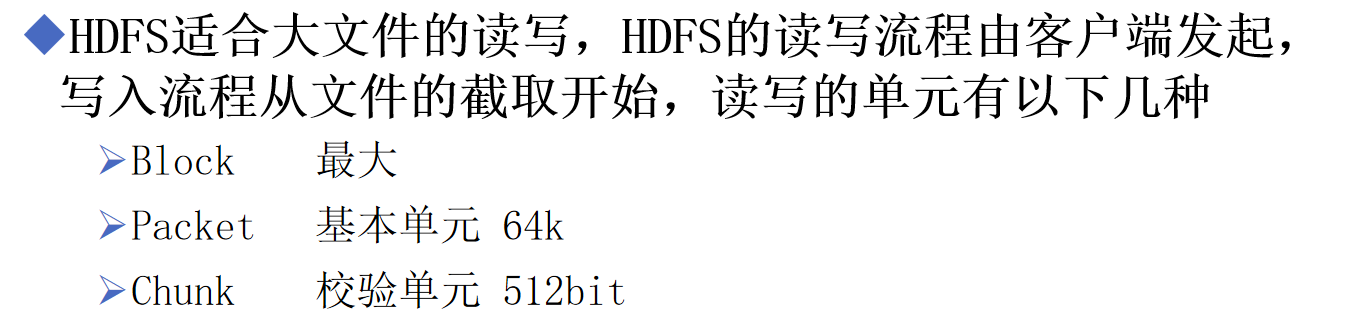 ◆HDFS适合大文件的读写，HDFS的读写流程由客户端发起，
写入流程从文件的截取开始，读写的单元有以下几种
➢Block 最大
➢Packet 基本单元 64k
➢Chunk 校验单元 512bit